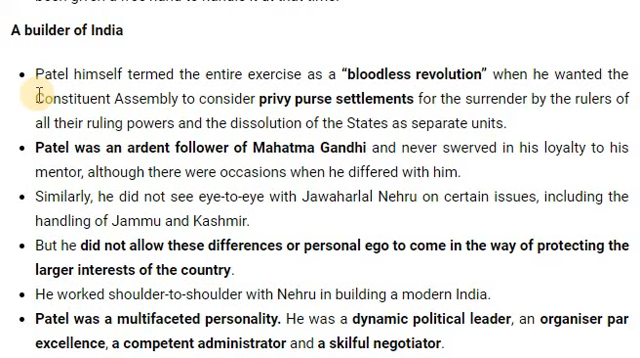 A builder of India
Patel himself termed the entire exercise as a “bloodless revolution” when he wanted the
Constituent Assembly to consider privy purse settlements for the surrender by the rulers of
all their ruling powers and the dissolution of the States as separate units.
Patel was an ardent follower of Mahatma Gandhi and never swerved in his loyalty to his
mentor, although there were occasions when he differed with him.
Similarly, he did not see eye-to-eye with Jawaharlal Nehru on certain issues, including the
handling of Jammu and Kashmir.
But he did not allow these differences or personal ego to come in the way of protecting the
larger interests of the country.
He worked shoulder-to-shoulder with Nehru in building a modern India.
Patel was a multifaceted personality. He was a dynamic political leader, an organiser par
excellence, a competent administrator and a skilful negotiator.